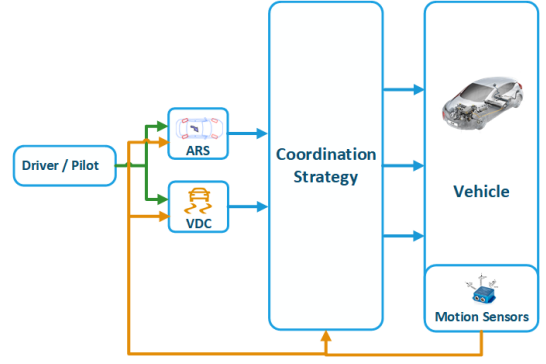 Driver / Pilot
ARS
VDC
Coordination
Strategy
Vehicle
Motion Sensors